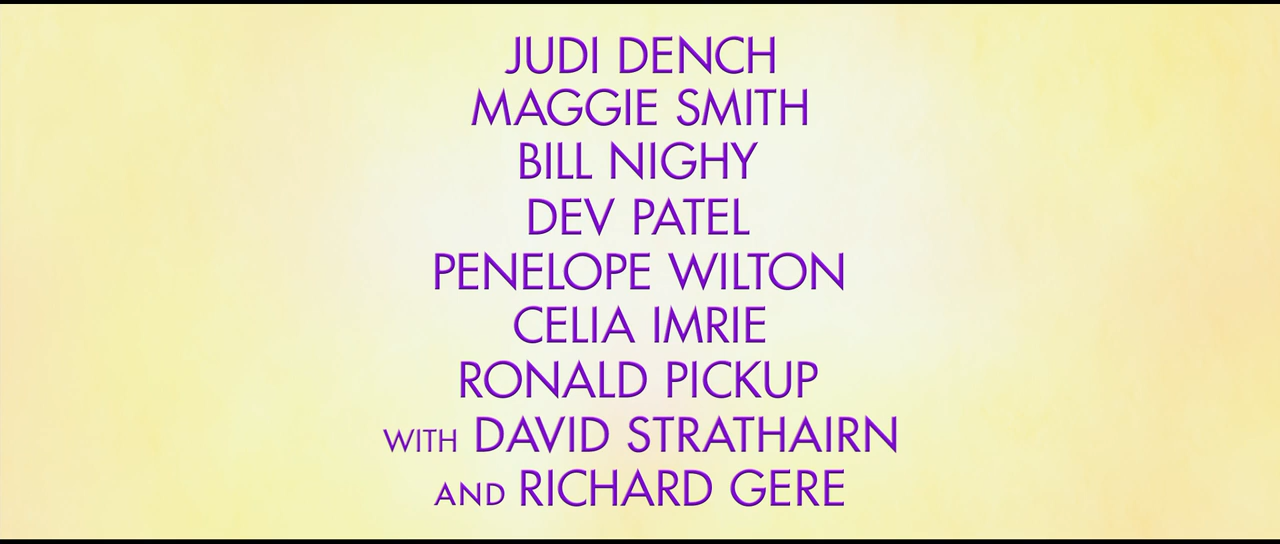 JUDI DENCH
MAGGIE SMITH
BILL NIGHY
DEV PATEL
PENELOPE WILTON
CELIA IMRIE
RONALD PICKUP
WITH DAVID STRATHAIRN
AND RICHARD GERE